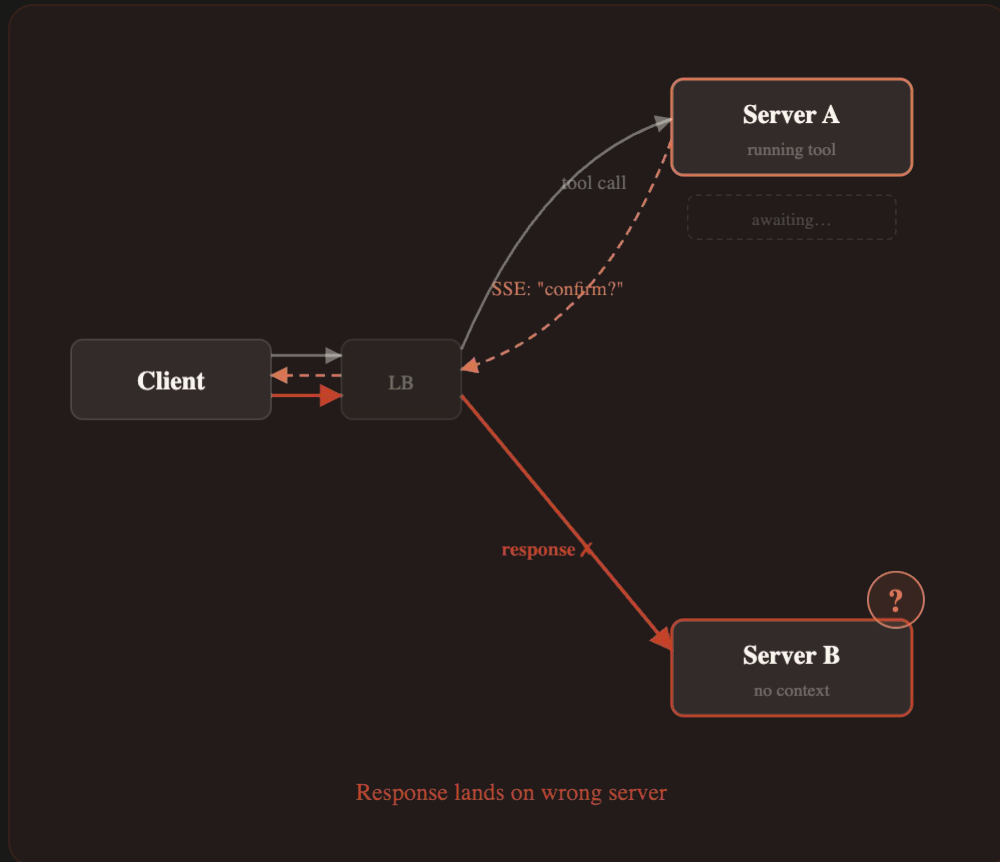 Server A
running tool
tool call
awaiting…
SSE: "confirm?"
Client
LB
response ✗
?
Server B
no context
Response lands on wrong server